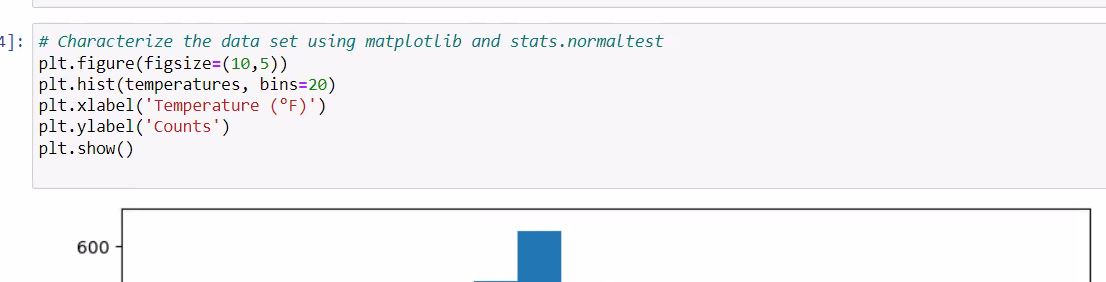 4]:
# Characterize the data set using matplotlib and stats.normaltest
plt.figure(figsize=(10,5))
plt.hist(temperatures, bins=20)
plt.xlabel('Temperature (°F)')
plt.ylabel('Counts')
plt.show()
600